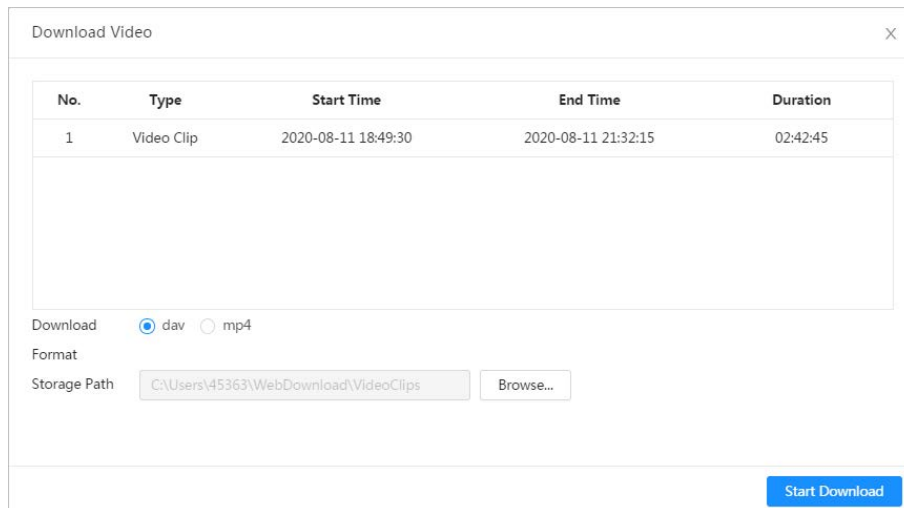 Download Video
No. Type Start Time End Time Duration
1 Video Clip 2020-08-11 18:49:30 2020-08-11 21:32:15 02:42:45
Download dav mp4
Format
Storage Path C:\Users\45363\WebDownload\VideoClips Browse...
Start Download